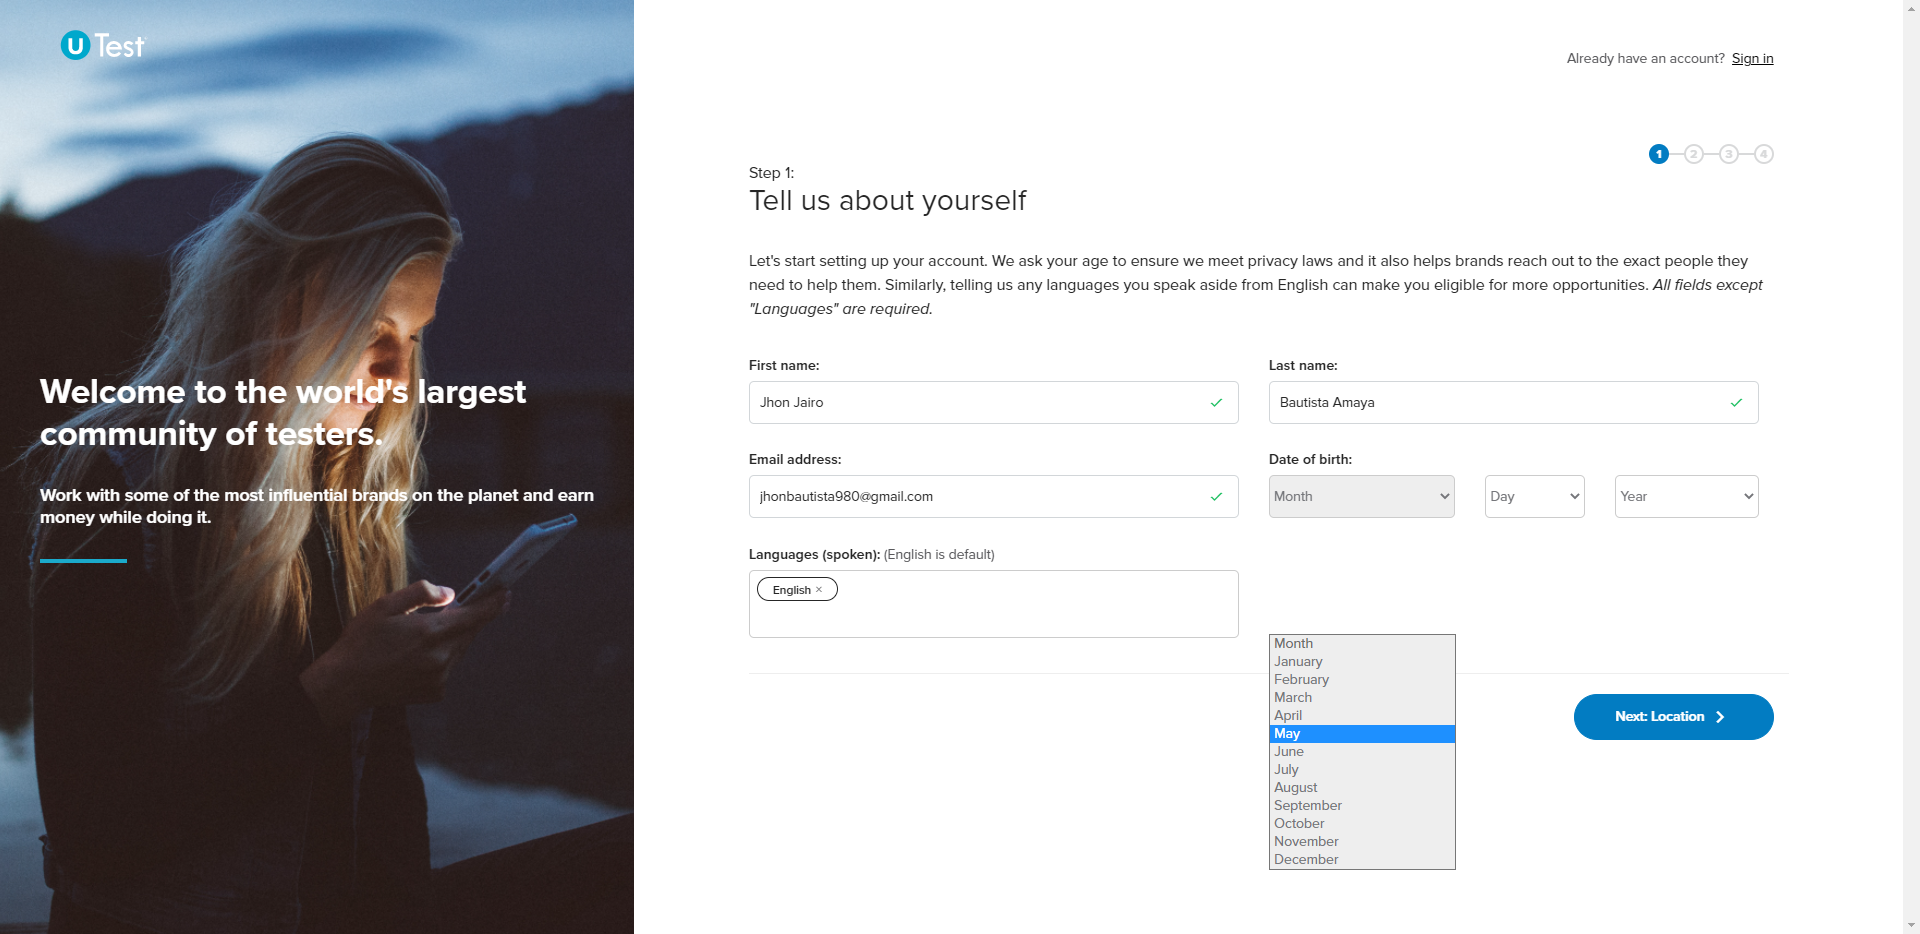 U Test
Already have an account? Sign in
1 2 3 4
Step 1:
Tell us about yourself
Let's start setting up your account. We ask your age to ensure we meet privacy laws and it also helps brands reach out to the exact people they
need to help them. Similarly, telling us any languages you speak aside from English can make you eligible for more opportunities. All fields except
"Languages" are required.
Welcome to the world's largest
community of testers.
Work with some of the most influential brands on the planet and earn
money while doing it.
First name:
Jhon Jairo
Last name:
Bautista Amaya
Email address:
jhonbautista980@gmail.com
Date of birth:
Month Day Year
Languages (spoken): (English is default)
English ×
Month
January
February
March
April
May
June
July
August
September
October
November
December
Next: Location